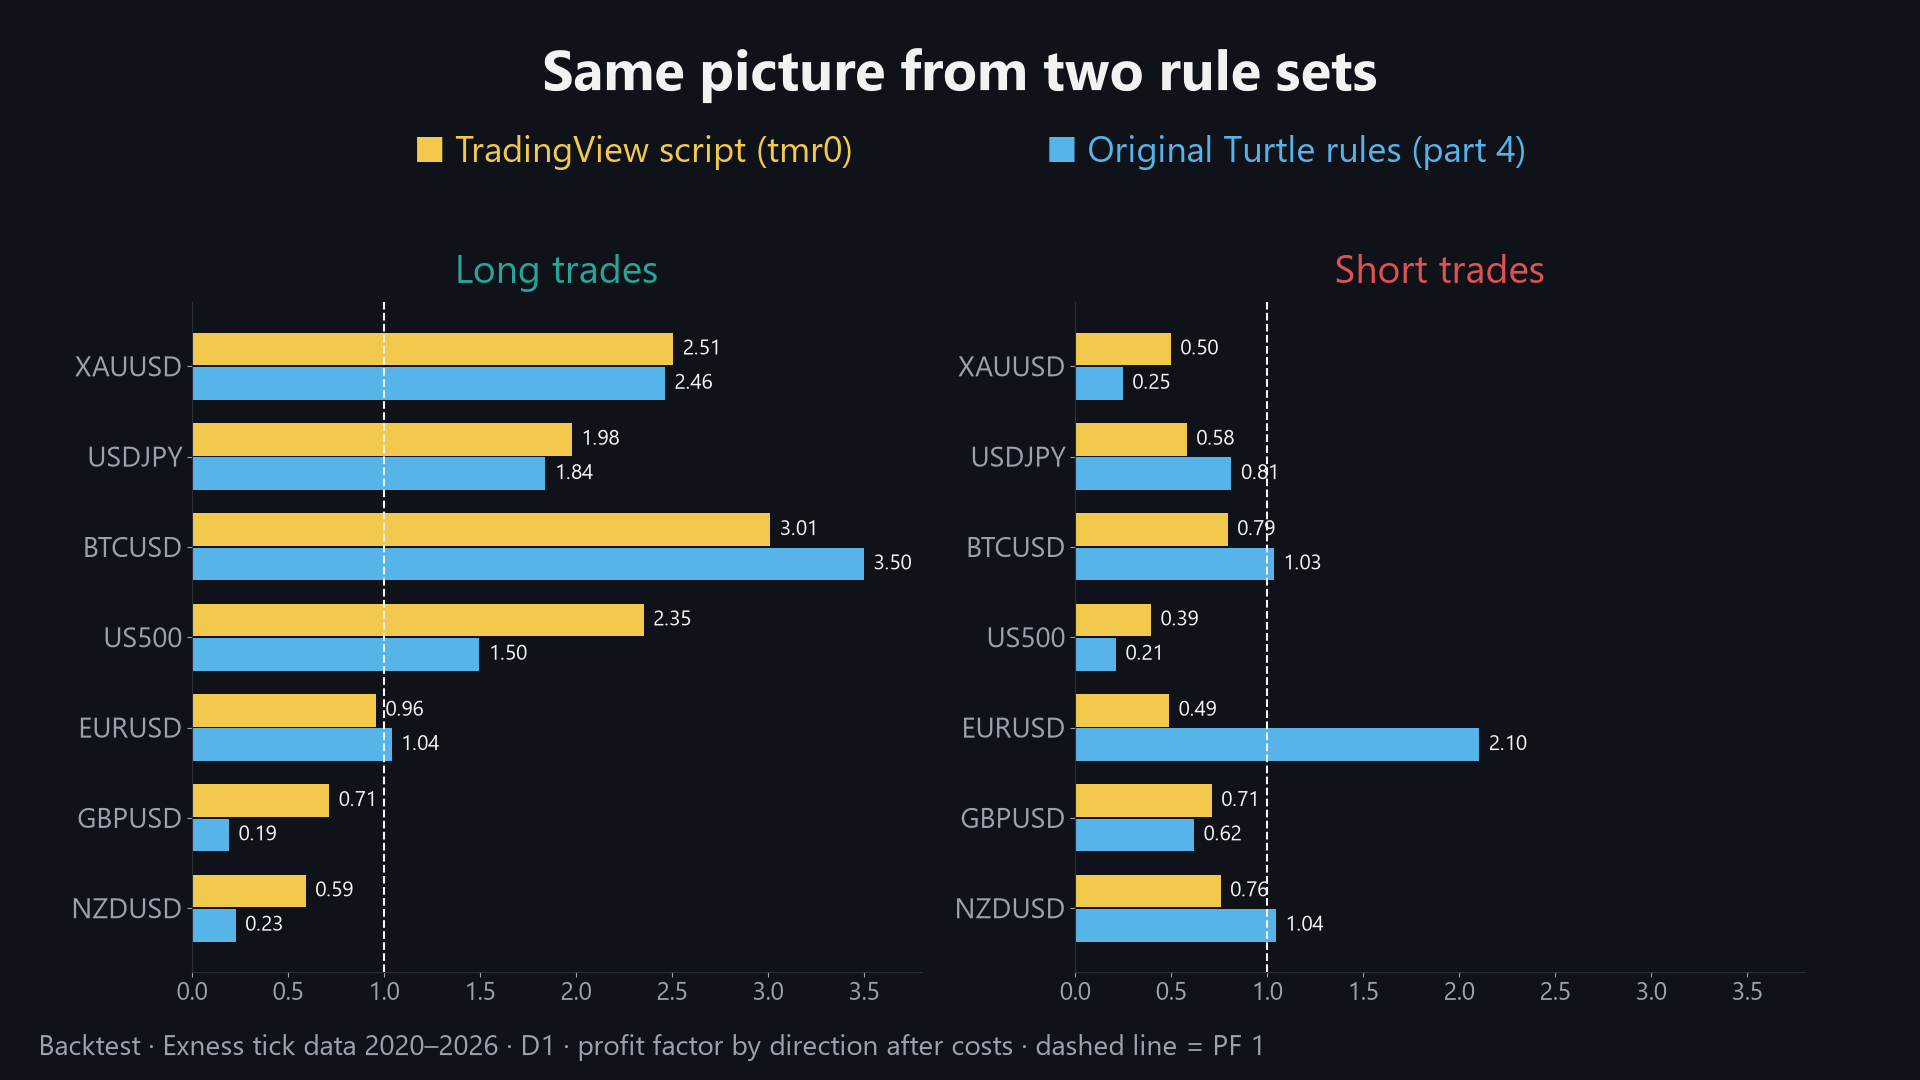 Same picture from two rule sets
TradingView script (tmr0)
Original Turtle rules (part 4)
Long trades
XAUUSD 2.51
2.46
USDJPY 1.98
1.84
BTCUSD 3.01
3.50
US500 2.35
1.50
EURUSD 0.96
1.04
GBPUSD 0.71
0.19
NZDUSD 0.59
0.23
0.0 0.5 1.0 1.5 2.0 2.5 3.0 3.5
Short trades
XAUUSD 0.50
0.25
USDJPY 0.58
0.81
BTCUSD 0.79
1.03
US500 0.39
0.21
EURUSD 0.49
2.10
GBPUSD 0.71
0.62
NZDUSD 0.76
1.04
0.0 0.5 1.0 1.5 2.0 2.5 3.0 3.5
Backtest · Exness tick data 2020–2026 · D1 · profit factor by direction after costs · dashed line = PF 1